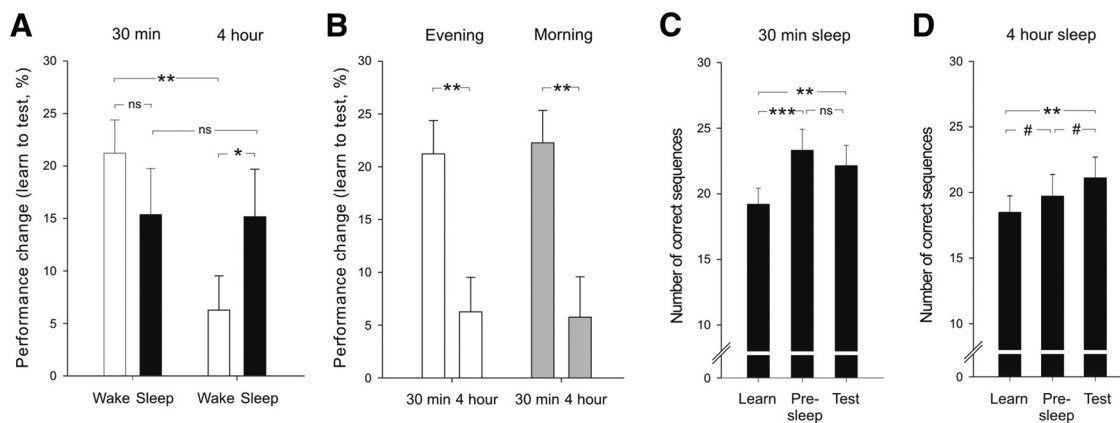 A
30 min
4 hour
Performance change (learn to test, %)
30
25
20
15
10
5
0
**
ns
ns
*
Wake Sleep
Wake Sleep
B
Evening
Morning
Performance change (learn to test, %)
30
25
20
15
10
5
0
**
**
30 min 4 hour
30 min 4 hour
C
30 min sleep
Number of correct sequences
30
25
20
15
10
0
**
***
ns
Learn
Pre-
sleep
Test
D
4 hour sleep
Number of correct sequences
30
25
20
15
10
0
**
#
#
Learn
Pre-
sleep
Test